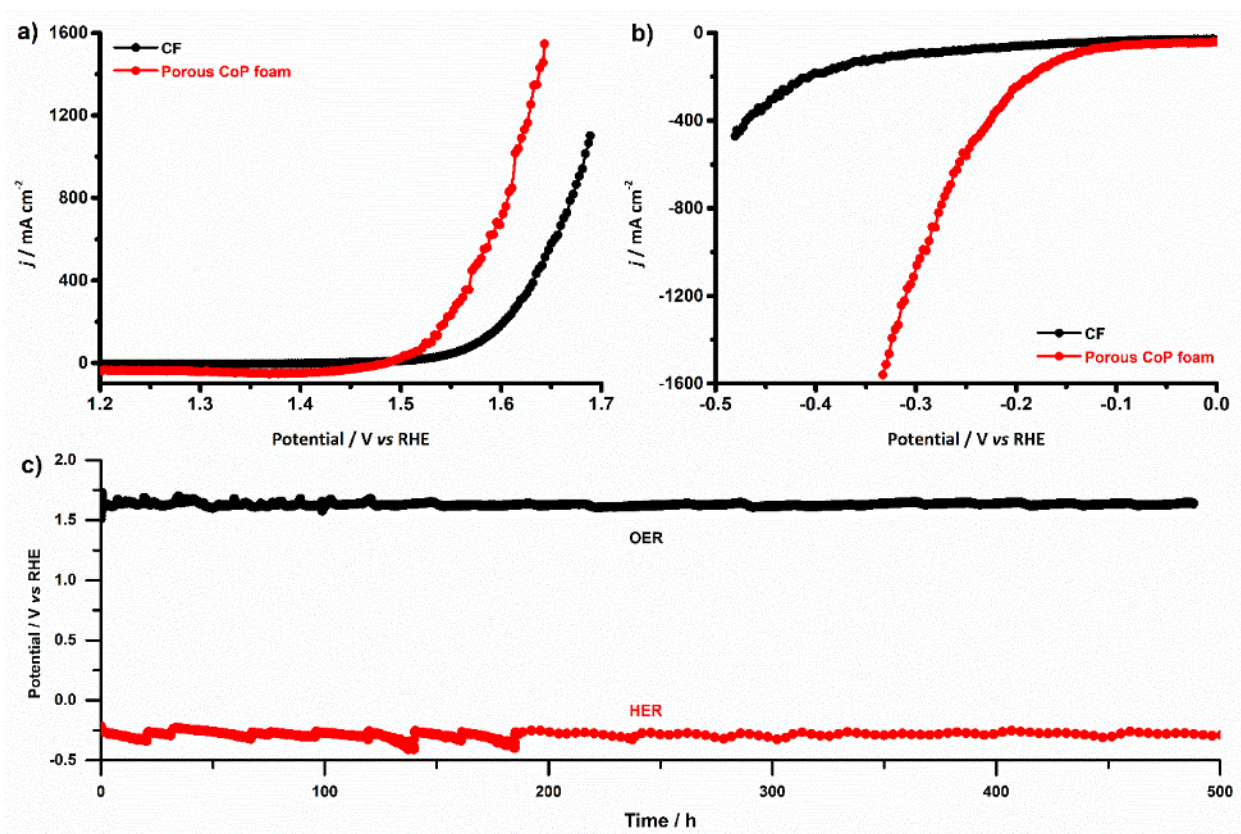 a)
CF
Porous CoP foam
j / mA cm⁻²
1600
1200
800
400
0
1.2 1.3 1.4 1.5 1.6 1.7
Potential / V vs RHE
b)
CF
Porous CoP foam
j / mA cm⁻²
0
-400
-800
-1200
-1600
-0.5 -0.4 -0.3 -0.2 -0.1 0.0
Potential / V vs RHE
c)
Potential / V vs RHE
2.0
1.5
1.0
0.5
0.0
-0.5
OER
HER
0 100 200 300 400 500
Time / h